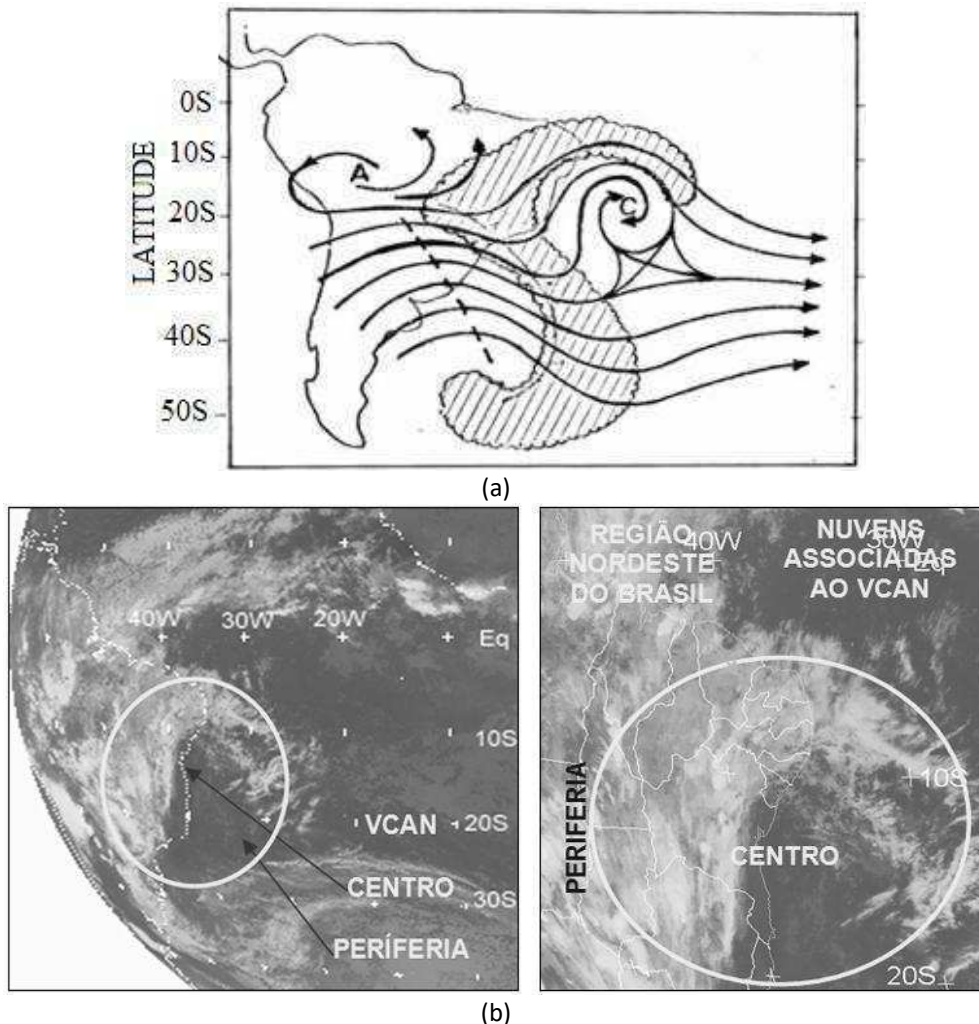 0S
10S
LATITUDE
A
20S
C
30S
40S
50S
(a)
40W 30W 20W
Eq
10S
VCAN
20S
CENTRO
30S
PERÍFERIA
REGIÃO
NORDESTE
DO BRASIL
40W
NUVENS
30W
ASSOCIADAS
Eq
AO VCAN
PERIFERIA
10S
CENTRO
20S
(b)